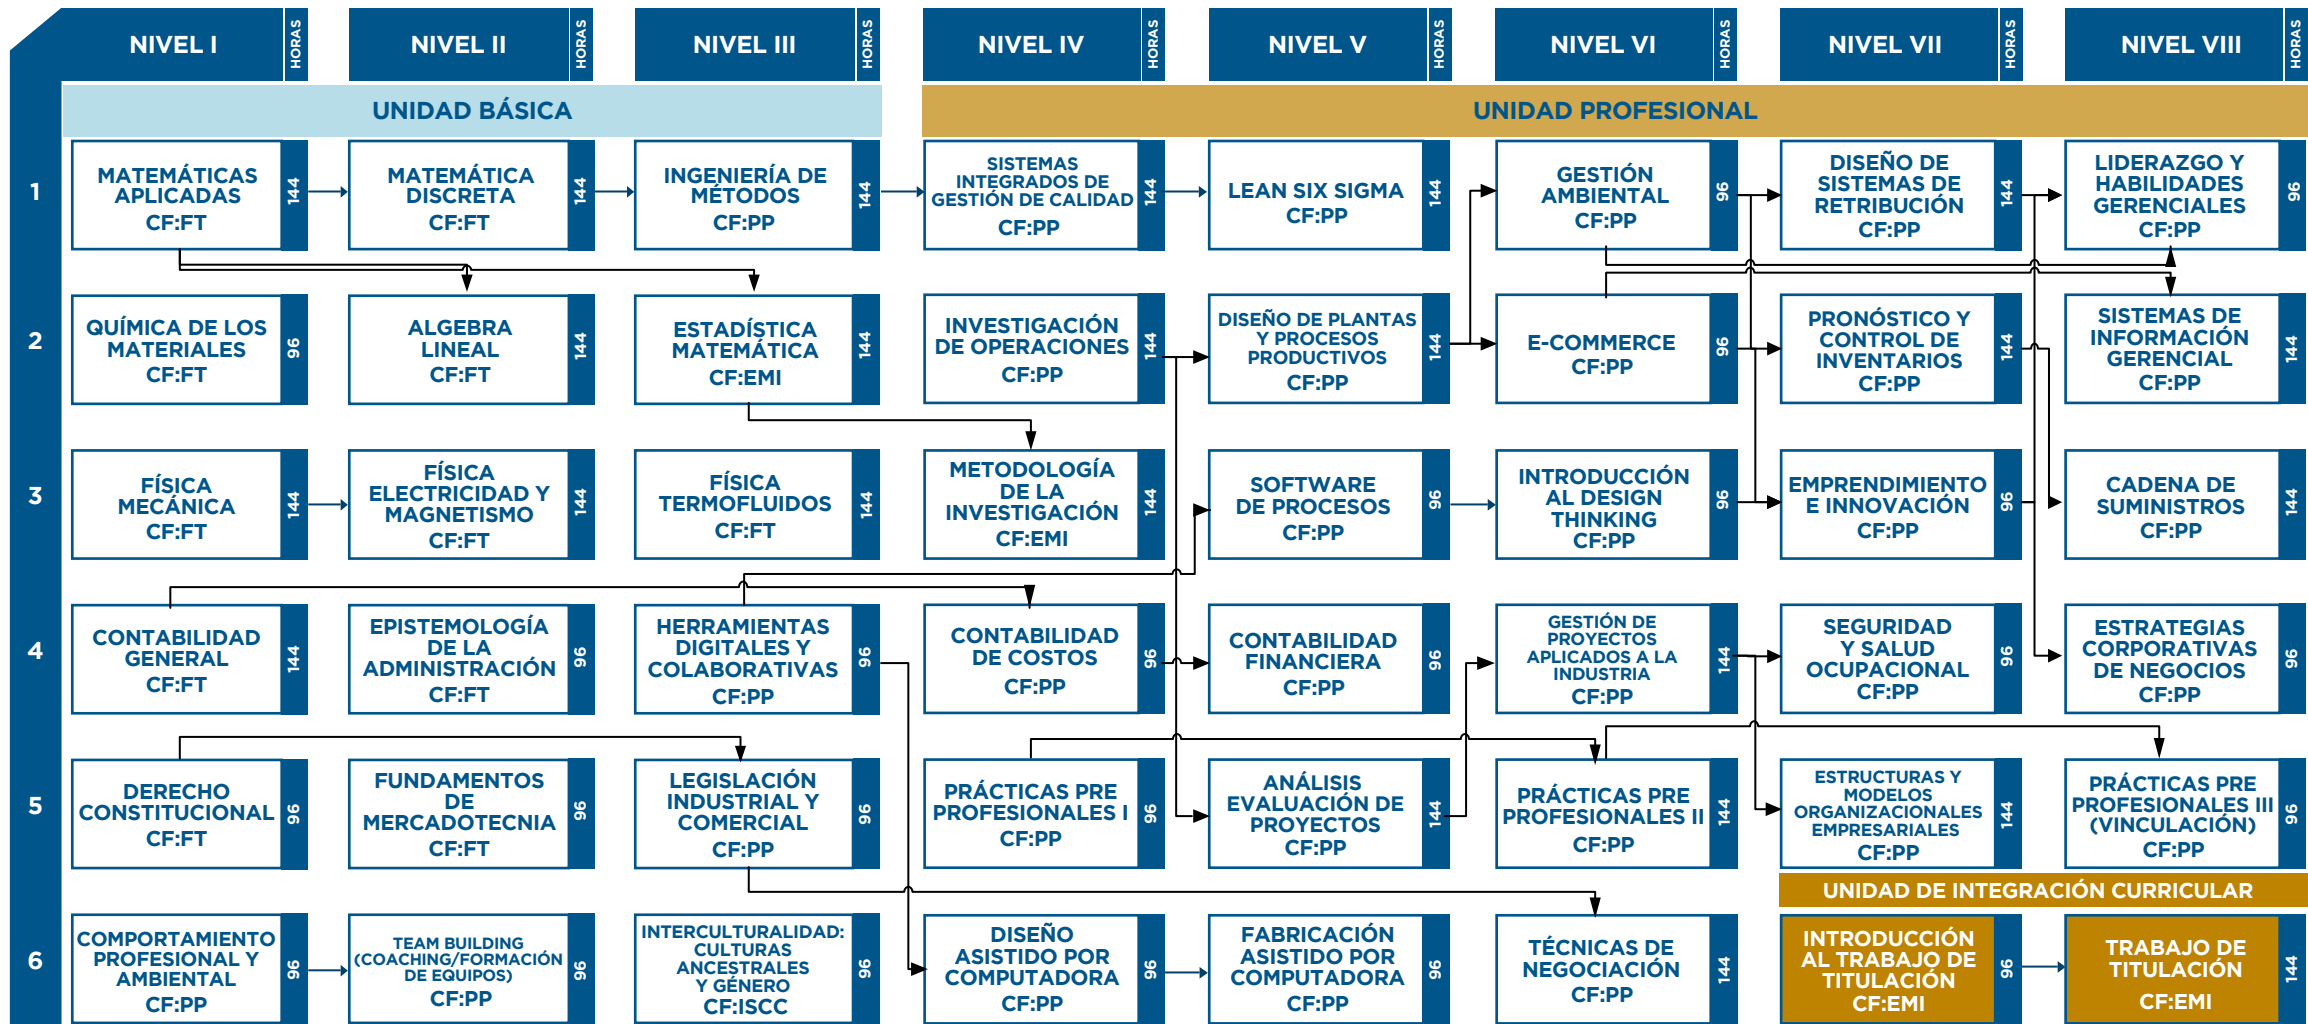 NIVEL I
HORAS
NIVEL II
HORAS
NIVEL III
HORAS
NIVEL IV
HORAS
NIVEL V
HORAS
NIVEL VI
HORAS
NIVEL VII
HORAS
NIVEL VIII
HORAS
UNIDAD BÁSICA
UNIDAD PROFESIONAL
1
MATEMÁTICAS
APLICADAS
CF:FT
144
MATEMÁTICA
DISCRETA
CF:FT
144
INGENIERÍA DE
MÉTODOS
CF:PP
144
SISTEMAS
INTEGRADOS DE
GESTIÓN DE CALIDAD
CF:PP
144
LEAN SIX SIGMA
CF:PP
144
GESTIÓN
AMBIENTAL
CF:PP
96
DISEÑO DE
SISTEMAS DE
RETRIBUCIÓN
CF:PP
144
LIDERAZGO Y
HABILIDADES
GERENCIALES
CF:PP
96
2
QUÍMICA DE LOS
MATERIALES
CF:FT
96
ALGEBRA
LINEAL
CF:FT
144
ESTADÍSTICA
MATEMÁTICA
CF:EMI
144
INVESTIGACIÓN
DE OPERACIONES
CF:PP
144
DISEÑO DE PLANTAS
Y PROCESOS
PRODUCTIVOS
CF:PP
144
E-COMMERCE
CF:PP
96
PRONÓSTICO Y
CONTROL DE
INVENTARIOS
CF:PP
144
SISTEMAS DE
INFORMACIÓN
GERENCIAL
CF:PP
144
3
FÍSICA
MECÁNICA
CF:FT
144
FÍSICA
ELECTRICIDAD Y
MAGNETISMO
CF:FT
144
FÍSICA
TERMOFLUIDOS
CF:FT
144
METODOLOGÍA
DE LA
INVESTIGACIÓN
CF:EMI
144
SOFTWARE
DE PROCESOS
CF:PP
96
INTRODUCCIÓN
AL DESIGN
THINKING
CF:PP
96
EMPRENDIMIENTO
E INNOVACIÓN
CF:PP
96
CADENA DE
SUMINISTROS
CF:PP
144
4
CONTABILIDAD
GENERAL
CF:FT
144
EPISTEMOLOGÍA
DE LA
ADMINISTRACIÓN
CF:FT
96
HERRAMIENTAS
DIGITALES Y
COLABORATIVAS
CF:PP
96
CONTABILIDAD
DE COSTOS
CF:PP
96
CONTABILIDAD
FINANCIERA
CF:PP
96
GESTIÓN DE
PROYECTOS
APLICADOS A LA
INDUSTRIA
CF:PP
144
SEGURIDAD
Y SALUD
OCUPACIONAL
CF:PP
96
ESTRATEGIAS
CORPORATIVAS
DE NEGOCIOS
CF:PP
96
5
DERECHO
CONSTITUCIONAL
CF:FT
96
FUNDAMENTOS
DE
MERCADOTECNIA
CF:FT
96
LEGISLACIÓN
INDUSTRIAL Y
COMERCIAL
CF:PP
96
PRÁCTICAS PRE
PROFESIONALES I
CF:PP
96
ANÁLISIS
EVALUACIÓN DE
PROYECTOS
CF:PP
144
PRÁCTICAS PRE
PROFESIONALES II
CF:PP
144
ESTRUCTURAS Y
MODELOS
ORGANIZACIONALES
EMPRESARIALES
CF:PP
144
PRÁCTICAS PRE
PROFESIONALES III
(VINCULACIÓN)
CF:PP
96
UNIDAD DE INTEGRACIÓN CURRICULAR
6
COMPORTAMIENTO
PROFESIONAL Y
AMBIENTAL
CF:PP
96
TEAM BUILDING
(COACHING/FORMACIÓN
DE EQUIPOS)
CF:PP
96
INTERCULTURALIDAD:
CULTURAS
ANCESTRALES
Y GÉNERO
CF:ISCC
96
DISEÑO
ASISTIDO POR
COMPUTADORA
CF:PP
96
FABRICACIÓN
ASISTIDO POR
COMPUTADORA
CF:PP
96
TÉCNICAS DE
NEGOCIACIÓN
CF:PP
144
INTRODUCCIÓN
AL TRABAJO DE
TITULACIÓN
CF:EMI
96
TRABAJO DE
TITULACIÓN
CF:EMI
144